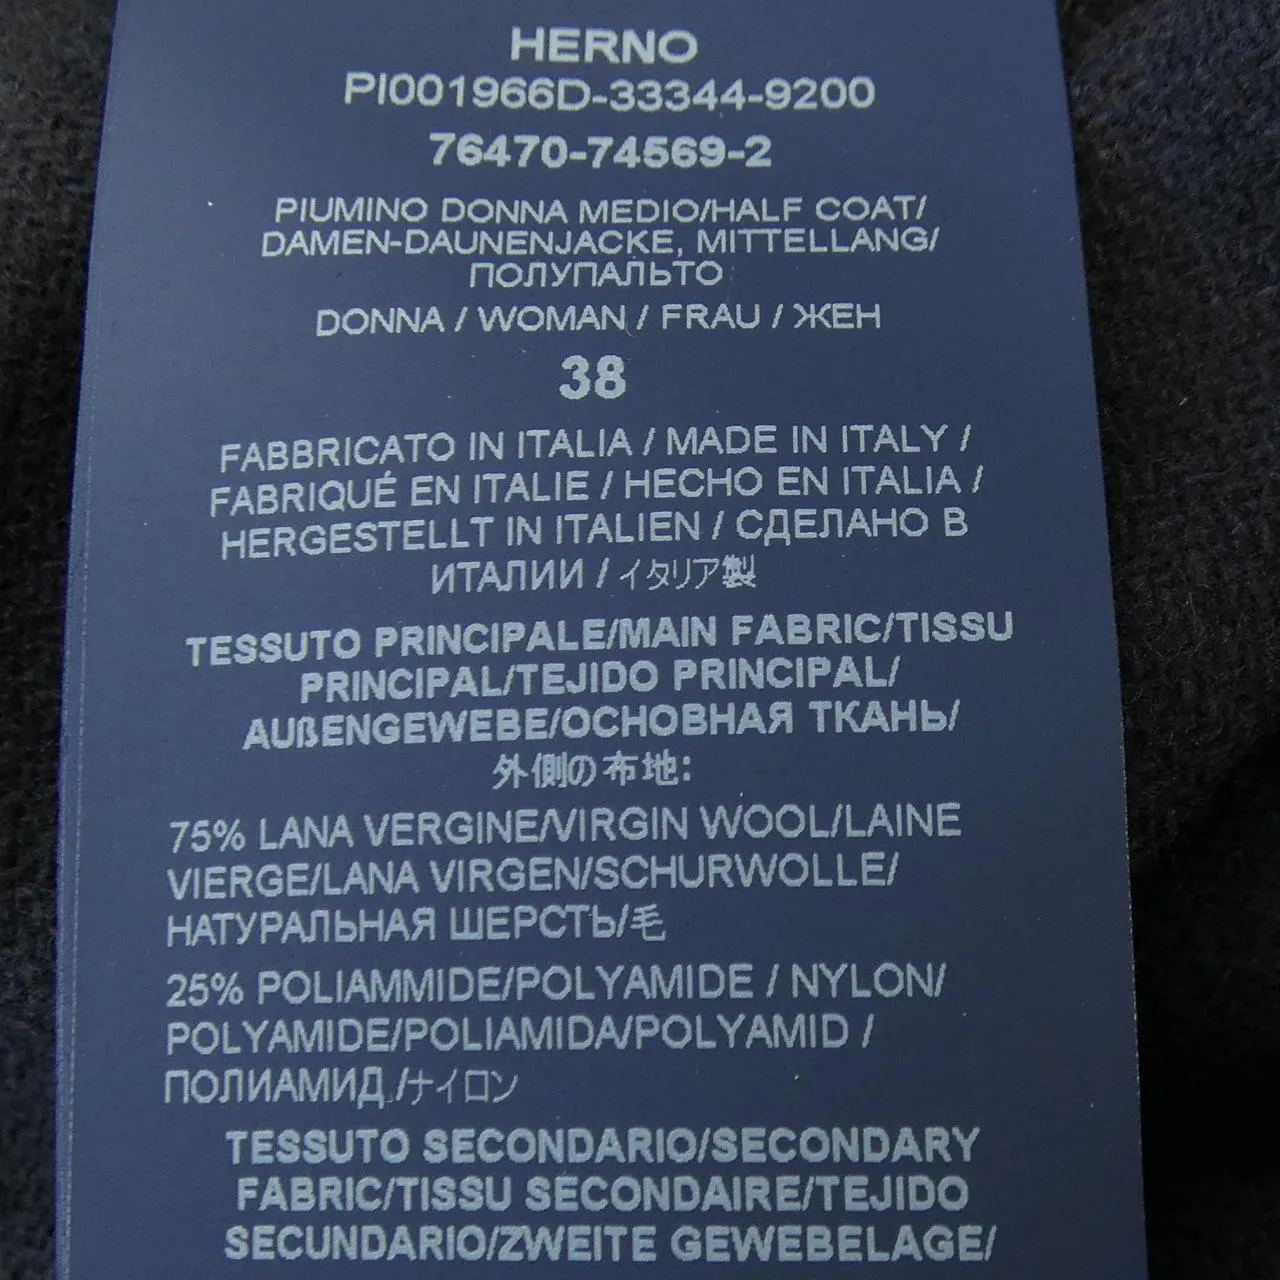 HERNO
PI001966D-33344-9200
76470-74569-2
PIUMINO DONNA MEDIO/HALF COAT/
DAMEN-DAUNENJACKE, MITTELLANG/
ПОЛУПАЛЬТО
DONNA / WOMAN / FRAU / ЖЕН
38
FABBRICATO IN ITALIA / MADE IN ITALY /
FABRIQUÉ EN ITALIE / HECHO EN ITALIA /
HERGESTELLT IN ITALIEN / СДЕЛАНО В
ИТАЛИИ / イタリア製
TESSUTO PRINCIPALE/MAIN FABRIC/TISSU
PRINCIPAL/TEJIDO PRINCIPAL/
AUßENGEWEBE/ОСНОВНАЯ ТКАНЬ/
外側の布地:
75% LANA VERGINE/VIRGIN WOOL/LAINE
VIERGE/LANA VIRGEN/SCHURWOLLE/
НАТУРАЛЬНАЯ ШЕРСТЬ/毛
25% POLIAMMIDE/POLYAMIDE / NYLON/
POLYAMIDE/POLIAMIDA/POLYAMID /
ПОЛИАМИД /ナイロン
TESSUTO SECONDARIO/SECONDARY
FABRIC/TISSU SECONDAIRE/TEJIDO
SECUNDARIO/ZWEITE GEWEBELAGE/